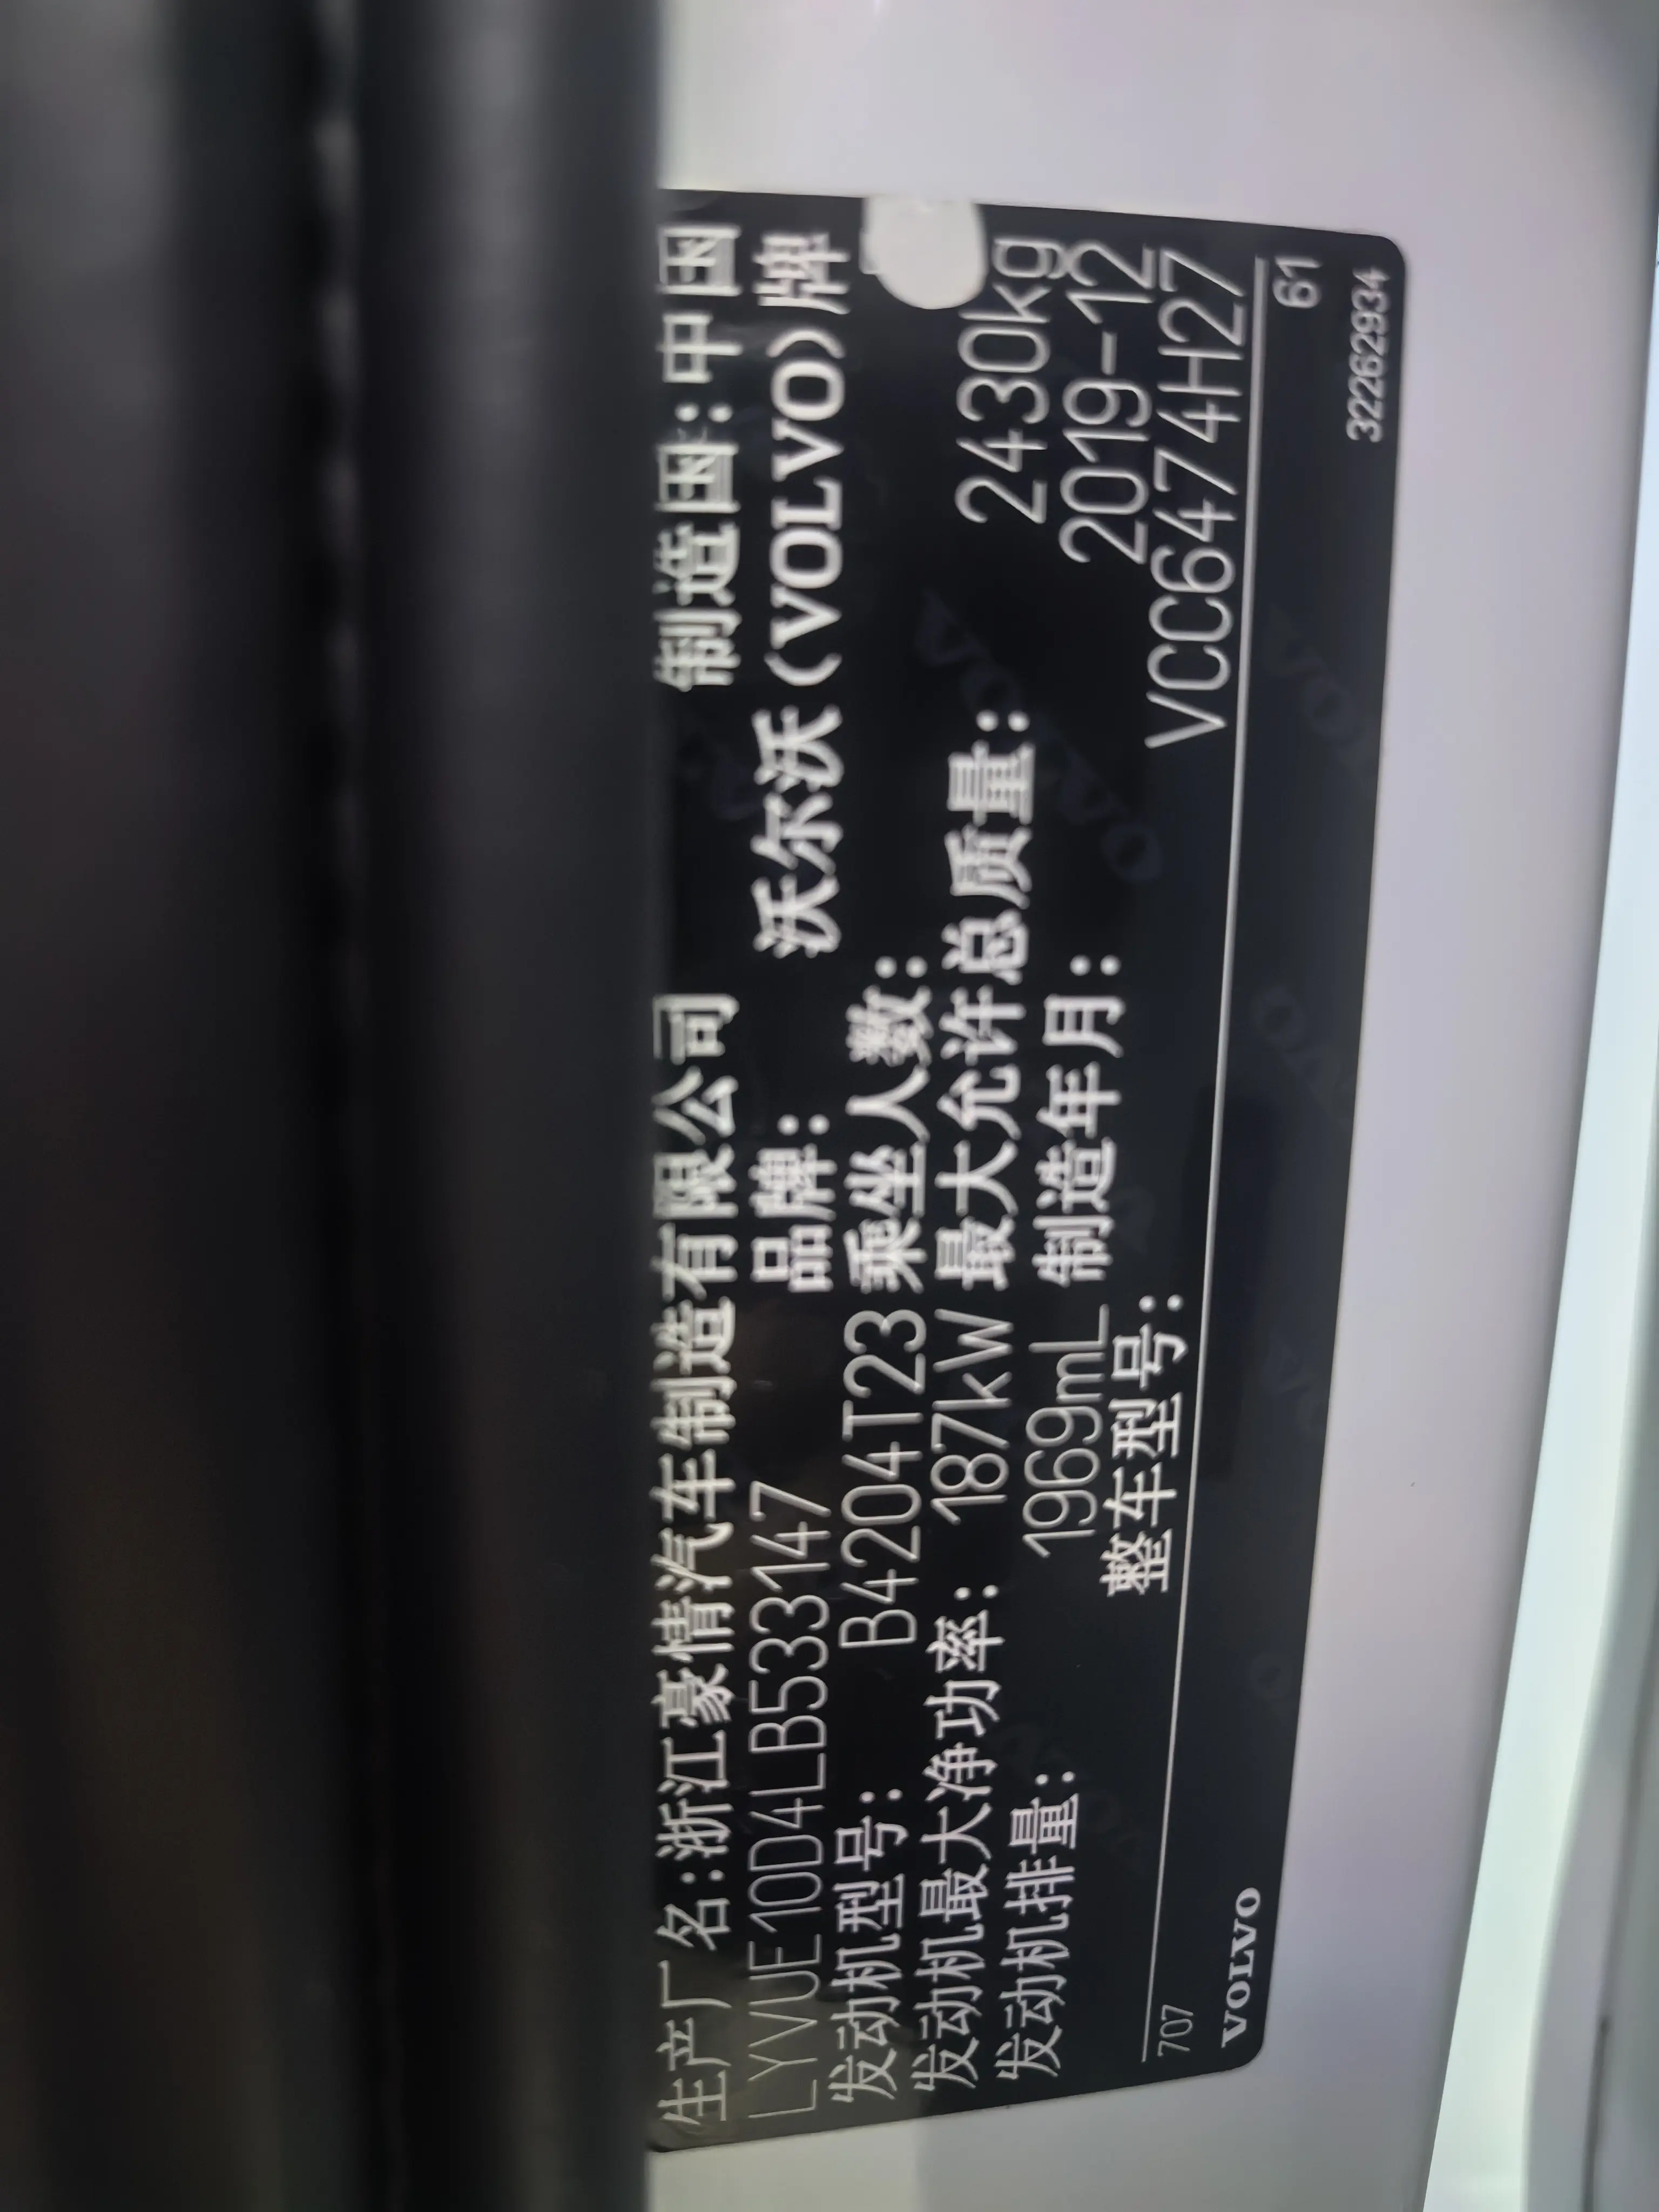 生产厂名:浙江豪情汽车制造有限公司 制造国:中国
LYVUE10D4LB533147 品牌: 沃尔沃(VOLVO)牌
发动机型号: B4204T23 乘坐人数:
发动机最大净功率: 187kW 最大允许总质量: 2430kg
发动机排量: 1969mL 制造年月: 2019-12
整车型号: VCC6474H27
707 61
VOLVO 32262934